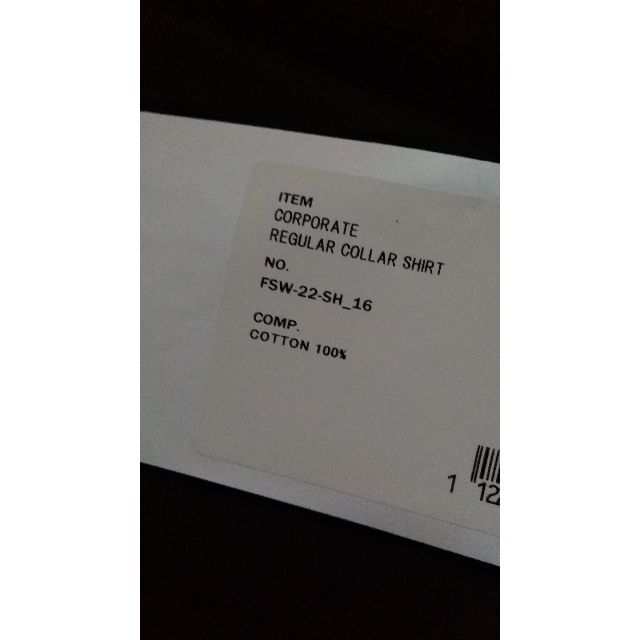 ITEM
CORPORATE
REGULAR COLLAR SHIRT
NO.
FSW-22-SH_16
COMP.
COTTON 100%
1 12